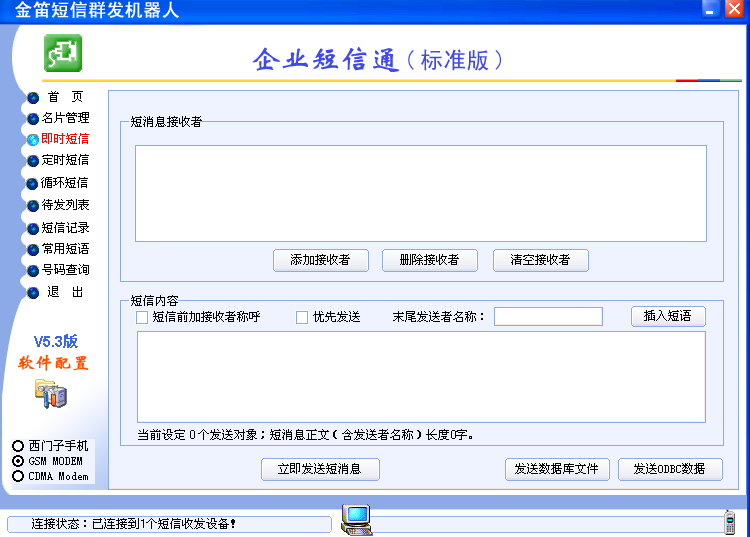 金笛短信群发机器人
企业短信通（标准版）
首 页
名片管理
即时短信
定时短信
循环短信
待发列表
短信记录
常用短语
号码查询
退 出
V5.3版
软件配置
西门子手机
GSM MODEM
CDMA Modem
短消息接收者
添加接收者 删除接收者 清空接收者
短信内容
短信前加接收者称呼 优先发送 末尾发送者名称： 插入短语
当前设定 0个发送对象；短消息正文（含发送者名称）长度0字。
立即发送短消息 发送数据库文件 发送ODBC数据
连接状态：已连接到1个短信收发设备！